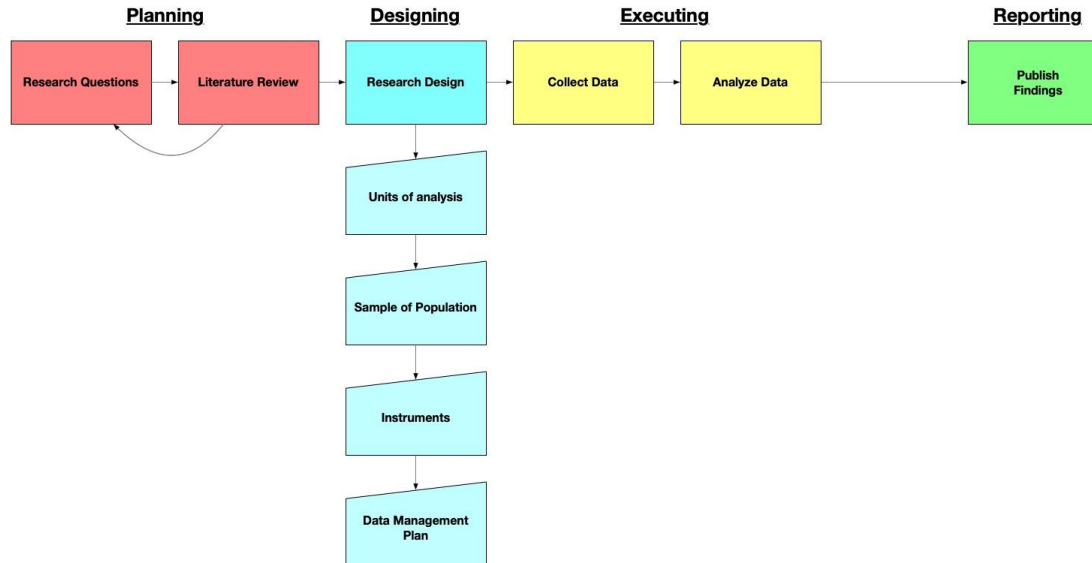 Planning
Designing
Executing
Reporting
Research Questions
Literature Review
Research Design
Collect Data
Analyze Data
Publish
Findings
Units of analysis
Sample of Population
Instruments
Data Management
Plan